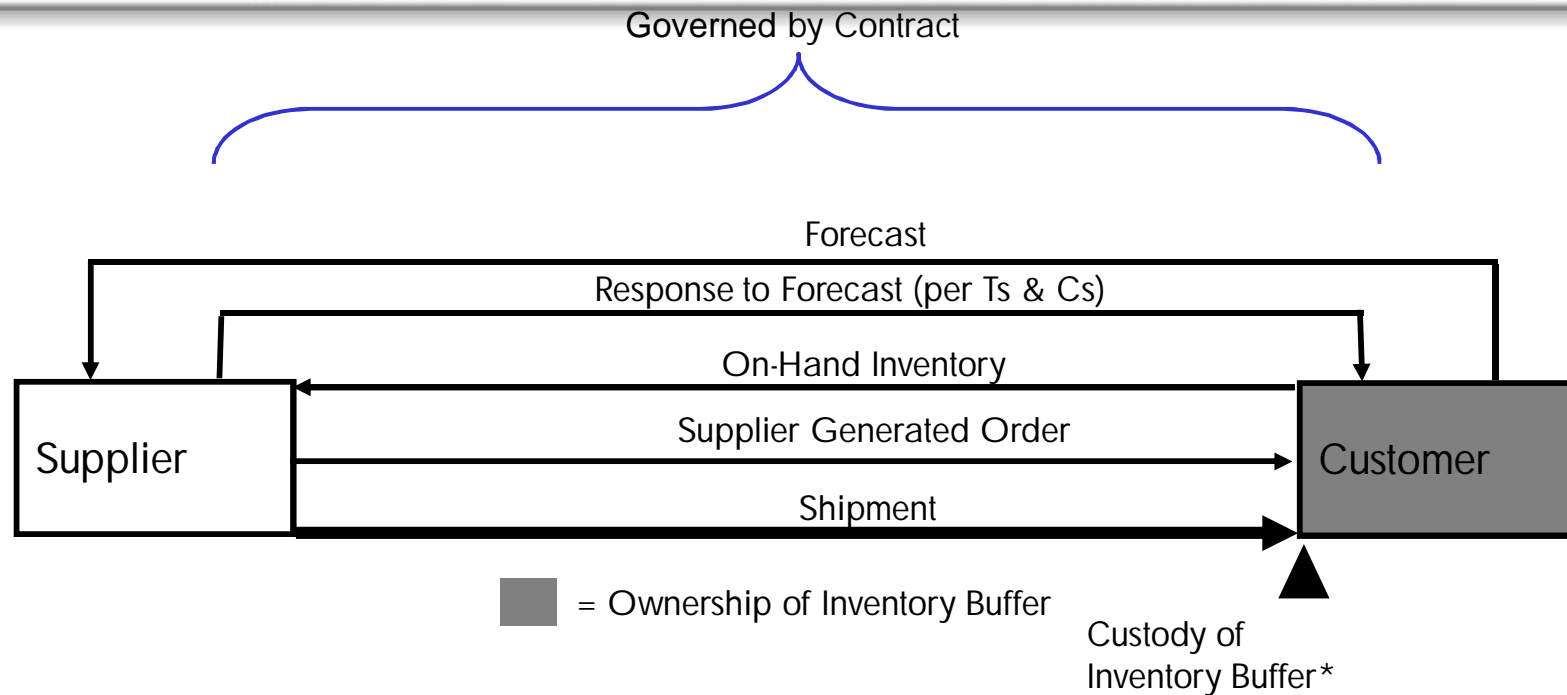 Governed by Contract
Forecast
Response to Forecast (per Ts & Cs)
On-Hand Inventory
Supplier Generated Order
Supplier
Customer
Shipment
= Ownership of Inventory Buffer
Custody of
Inventory Buffer*